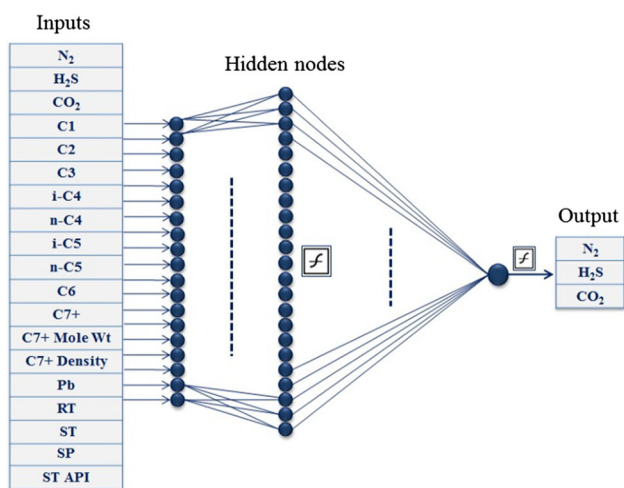 Inputs
N2
H2S
CO2
C1
C2
C3
i-C4
n-C4
i-C5
n-C5
C6
C7+
C7+ Mole Wt
C7+ Density
Pb
RT
ST
SP
ST API
Hidden nodes
f
f
Output
N2
H2S
CO2